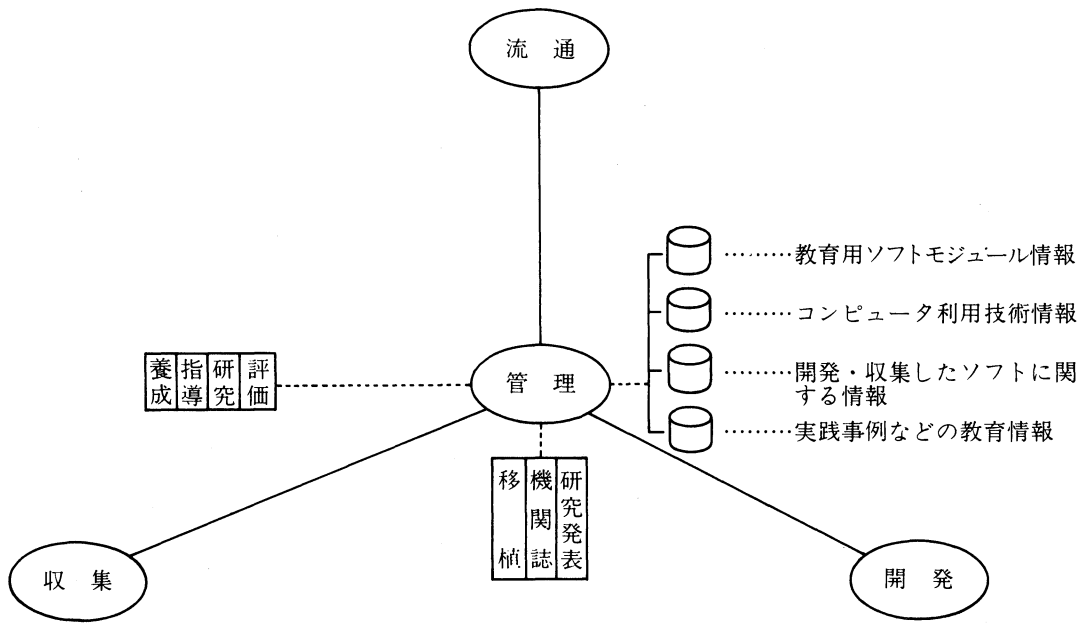 流通
教育用ソフトモジュール情報
コンピュータ利用技術情報
開発・収集したソフトに関
する情報
実践事例などの教育情報
管理
養成
指導
研究
評価
移植
機関誌
研究発表
収集
開発